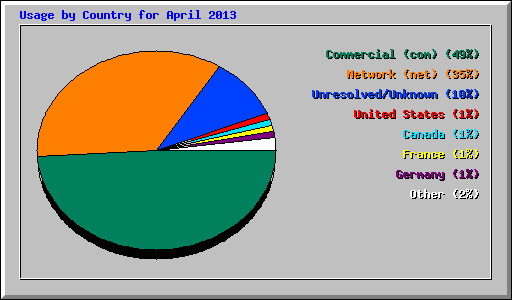 Usage by Country for April 2013
Commercial (com) (49%)
Network (net) (35%)
Unresolved/Unknown (10%)
United States (1%)
Canada (1%)
France (1%)
Germany (1%)
Other (2%)